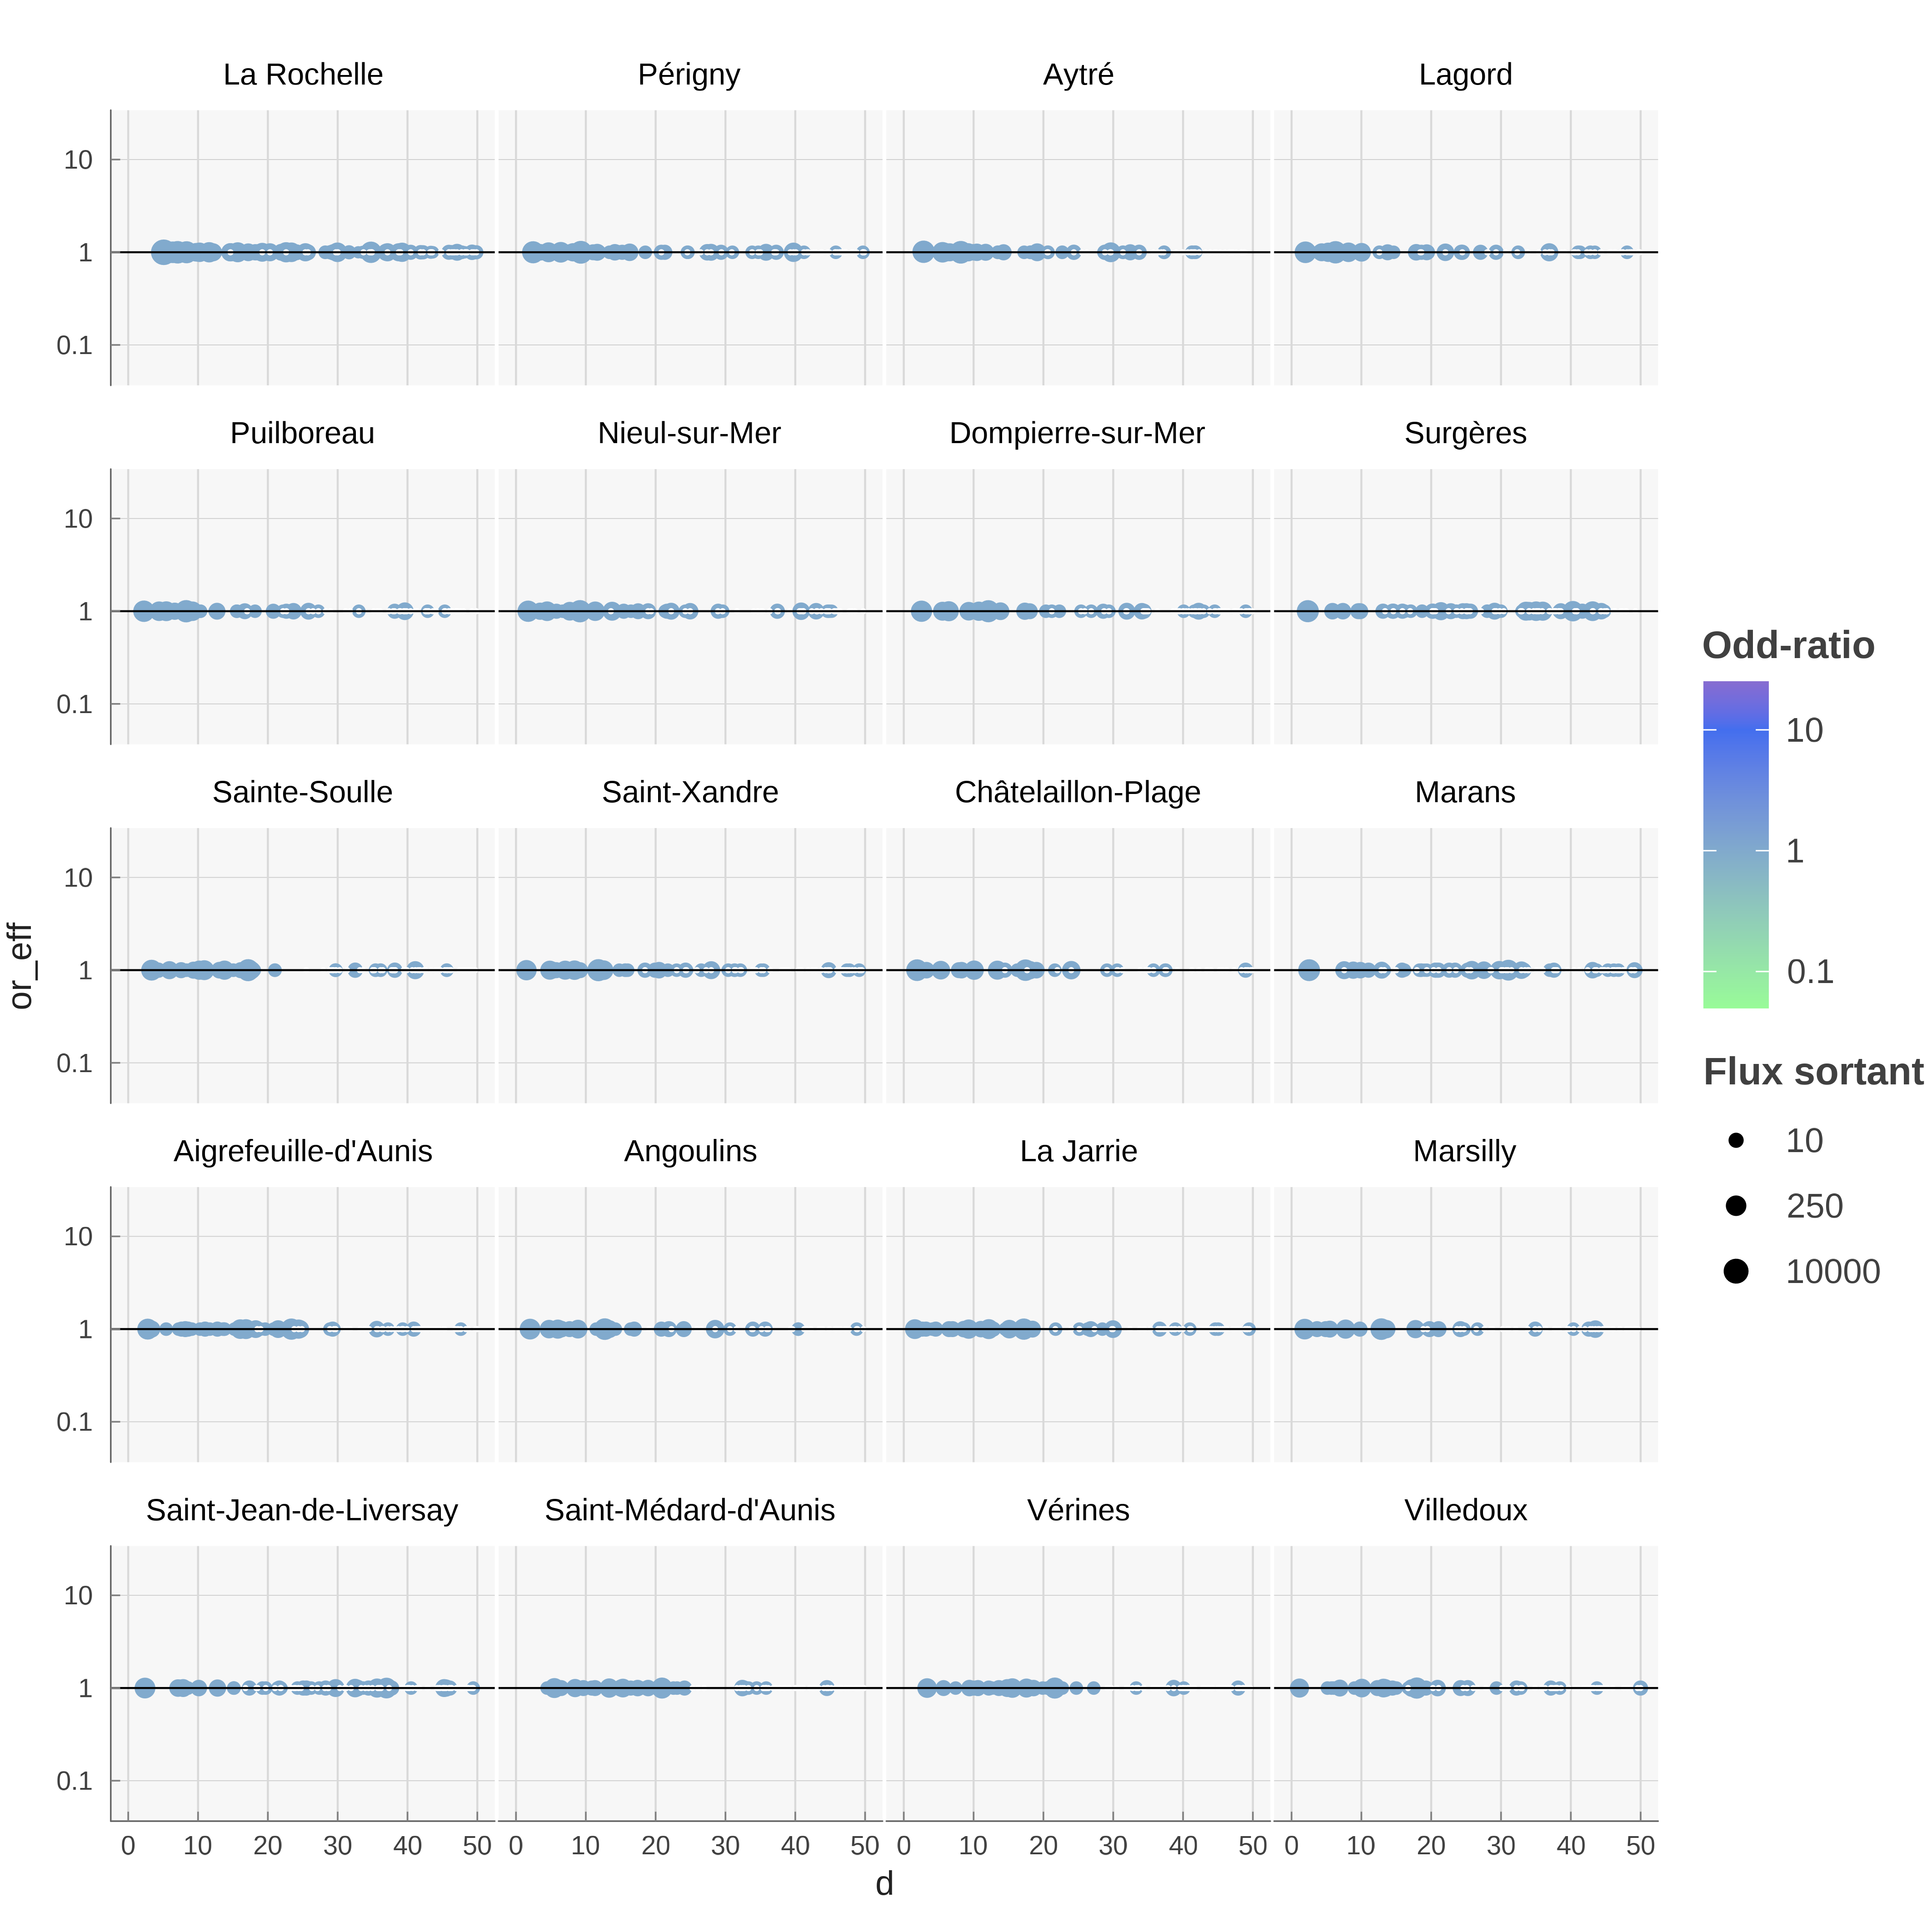 La Rochelle Périgny Aytré Lagord
10
1
0.1
Puilboreau Nieul-sur-Mer Dompierre-sur-Mer Surgères
10
1
0.1
Sainte-Soulle Saint-Xandre Châtelaillon-Plage Marans
10
1
0.1
Aigrefeuille-d'Aunis Angoulins La Jarrie Marsilly
10
1
0.1
Saint-Jean-de-Liversay Saint-Médard-d'Aunis Vérines Villedoux
10
1
0.1
0 10 20 30 40 50 0 10 20 30 40 50 0 10 20 30 40 50 0 10 20 30 40 50
d
or_eff
Odd-ratio
10
1
0.1
Flux sortant
10
250
10000